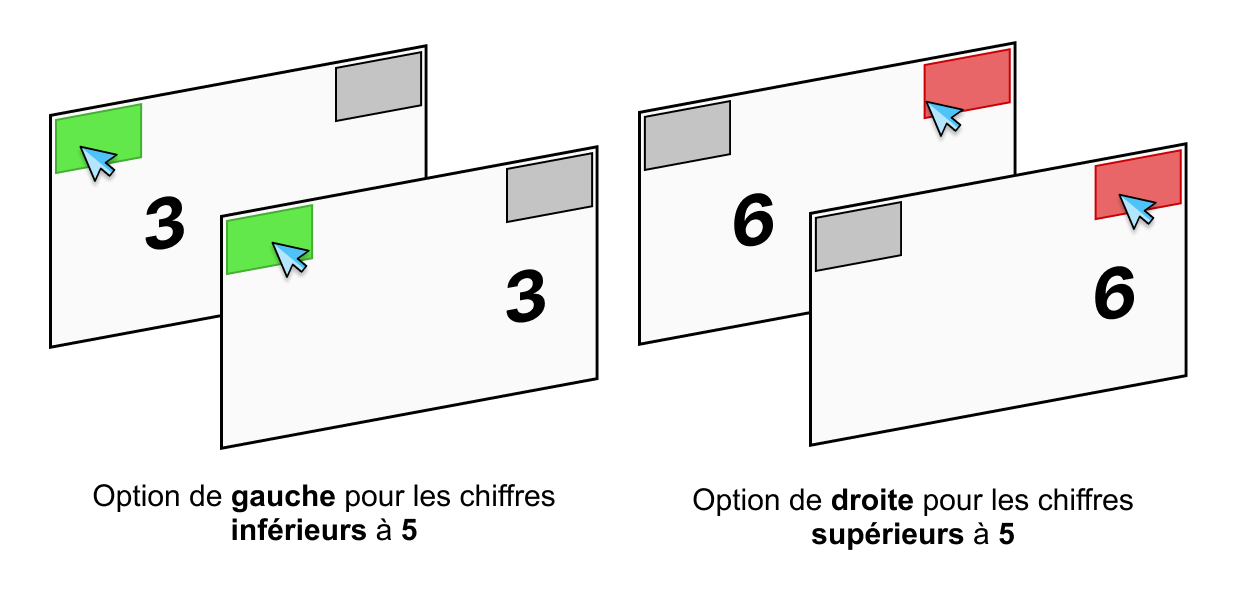 3
3
Option de gauche pour les chiffres
inférieurs à 5
6
6
Option de droite pour les chiffres
supérieurs à 5